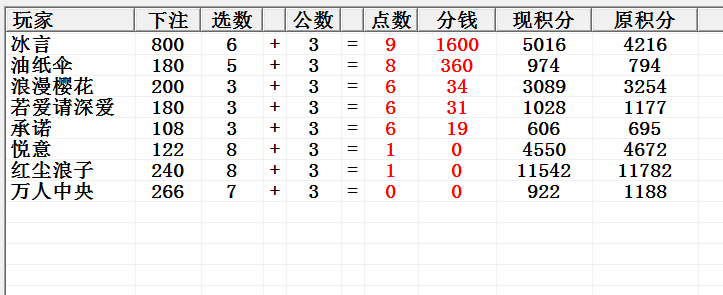 玩家 下注 选数 公数 点数 分钱 现积分 原积分
冰言 800 6 + 3 = 9 1600 5016 4216
油纸伞 180 5 + 3 = 8 360 974 794
浪漫樱花 200 3 + 3 = 6 34 3089 3254
若爱请深爱 180 3 + 3 = 6 31 1028 1177
承诺 108 3 + 3 = 6 19 606 695
悦意 122 8 + 3 = 1 0 4550 4672
红尘浪子 240 8 + 3 = 1 0 11542 11782
万人中央 266 7 + 3 = 0 0 922 1188